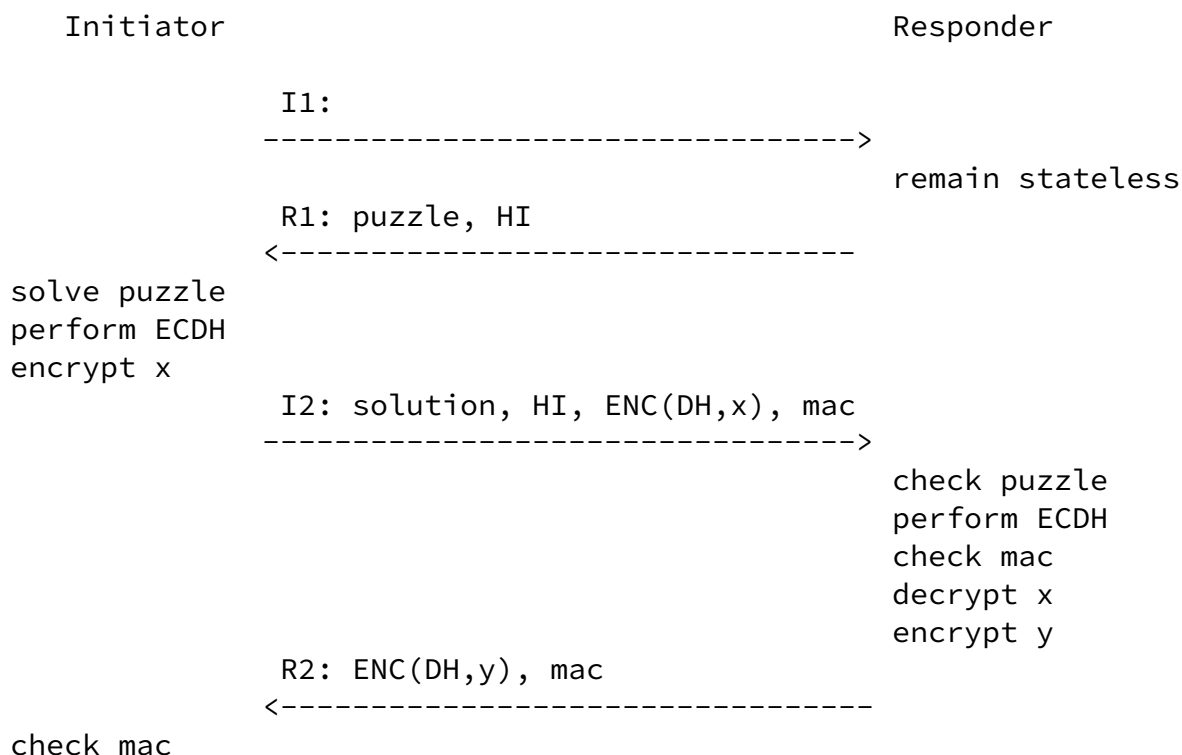 Initiator Responder
I1:
--------------------------------->
remain stateless
R1: puzzle, HI
<--------------------------------
solve puzzle
perform ECDH
encrypt x
I2: solution, HI, ENC(DH,x), mac
--------------------------------->
check puzzle
perform ECDH
check mac
decrypt x
encrypt y
R2: ENC(DH,y), mac
<---------------------------------
check mac